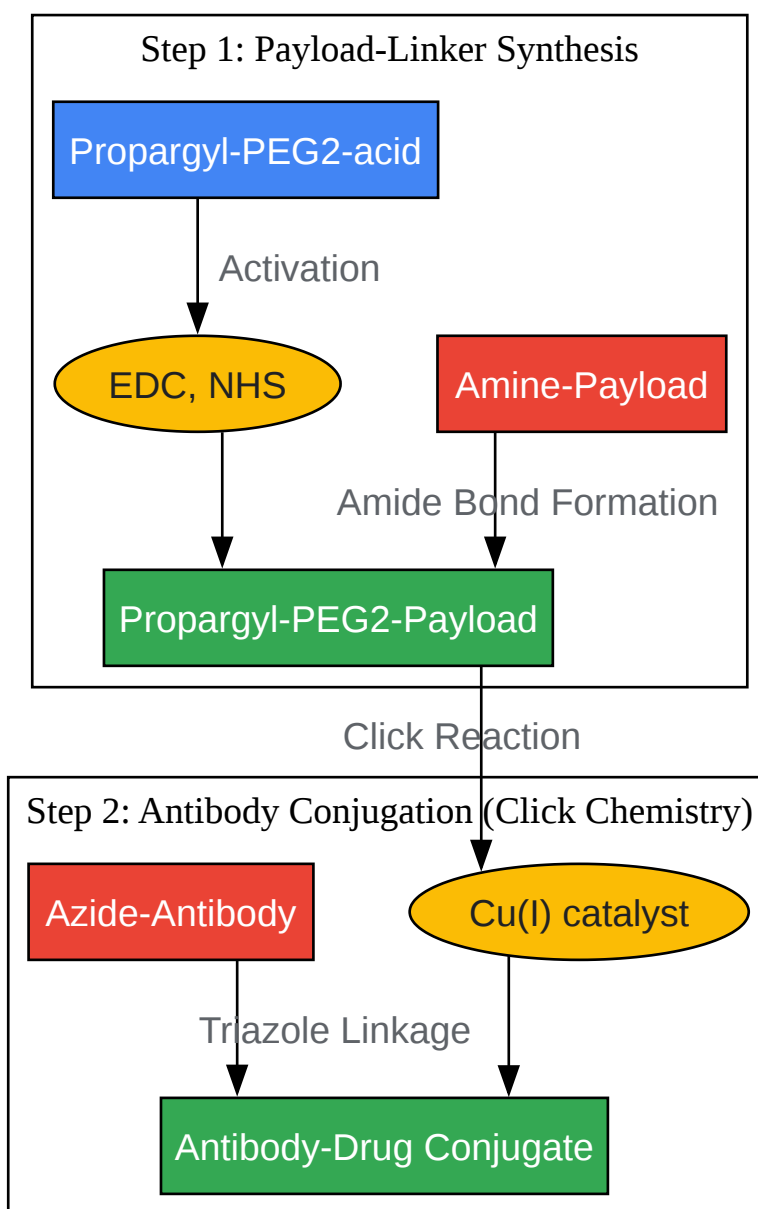 Step 1: Payload-Linker Synthesis
Propargyl-PEG2-acid
Activation
EDC, NHS
Amine-Payload
Amide Bond Formation
Propargyl-PEG2-Payload
Click Reaction
Step 2: Antibody Conjugation (Click Chemistry)
Azide-Antibody
Cu(I) catalyst
Triazole Linkage
Antibody-Drug Conjugate